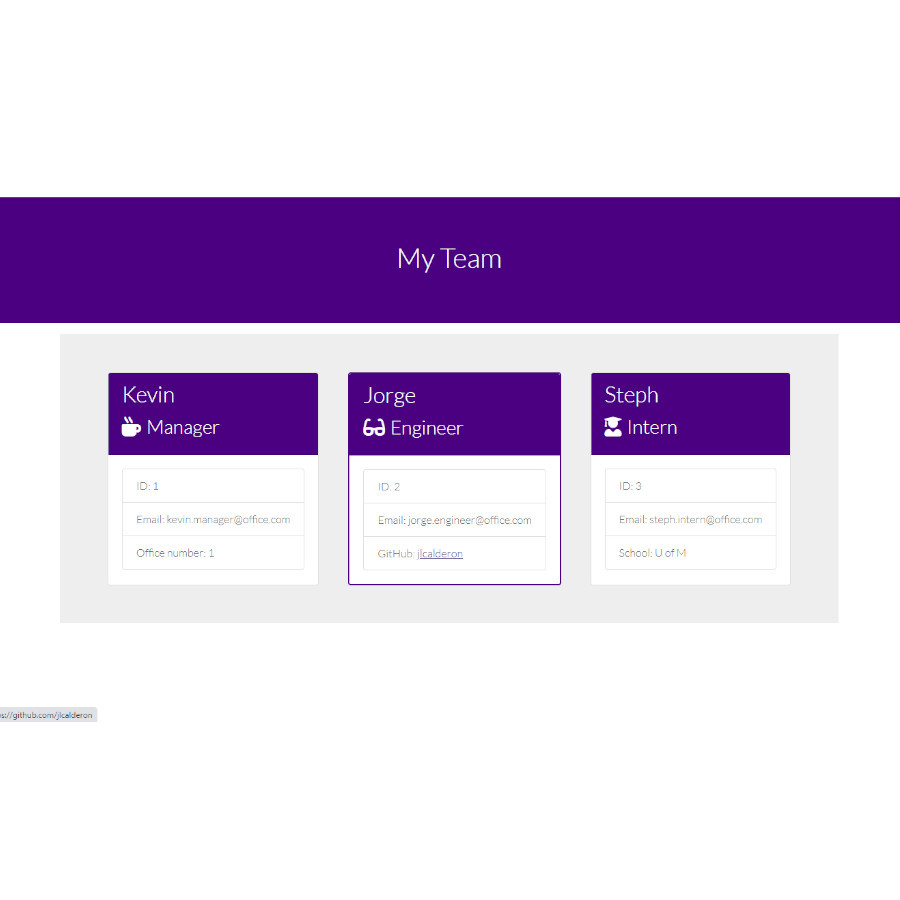 My Team
Kevin
Manager
ID: 1
Email: kevin.manager@office.com
Office number: 1
Jorge
Engineer
ID: 2
Email: jorge.engineer@office.com
GitHub: jlcalderon
Steph
Intern
ID: 3
Email: steph.intern@office.com
School: U of M
s://github.com/jlcalderon